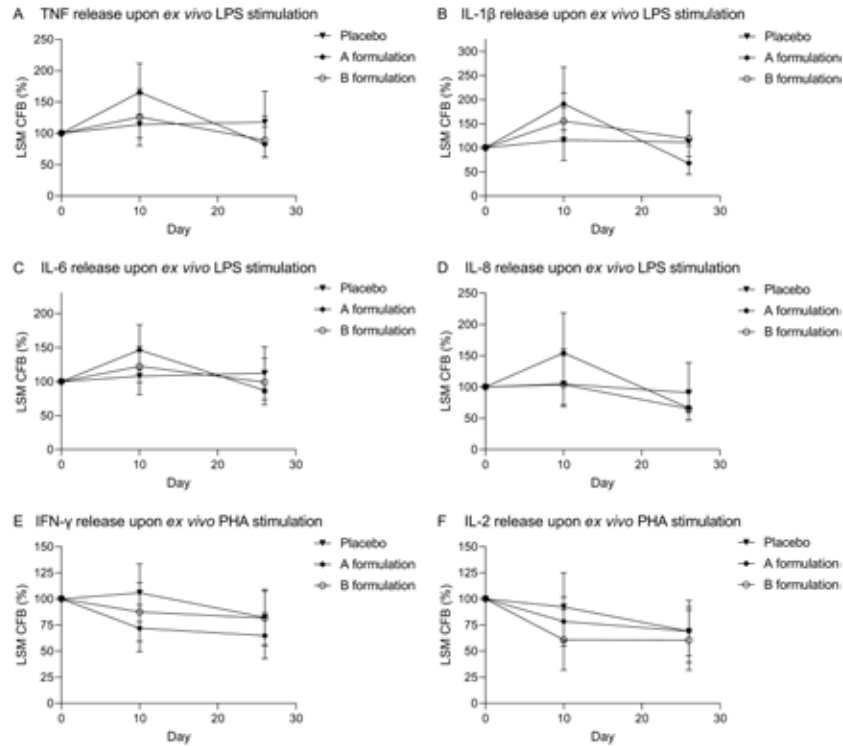 A TNF release upon ex vivo LPS stimulation
250
200
150
100
50
0
0 10 20 30
LSM CFB (%)
Day
Placebo
A formulation
B formulation
B IL-1β release upon ex vivo LPS stimulation
300
250
200
150
100
50
0
0 10 20 30
LSM CFB (%)
Day
Placebo
A formulation
B formulation
C IL-6 release upon ex vivo LPS stimulation
200
150
100
50
0
0 10 20 30
LSM CFB (%)
Day
Placebo
A formulation
B formulation
D IL-8 release upon ex vivo LPS stimulation
250
200
150
100
50
0
0 10 20 30
LSM CFB (%)
Day
Placebo
A formulation
B formulation
E IFN-γ release upon ex vivo PHA stimulation
150
125
100
75
50
25
0
0 10 20 30
LSM CFB (%)
Day
Placebo
A formulation
B formulation
F IL-2 release upon ex vivo PHA stimulation
150
125
100
75
50
25
0
0 10 20 30
LSM CFB (%)
Day
Placebo
A formulation
B formulation